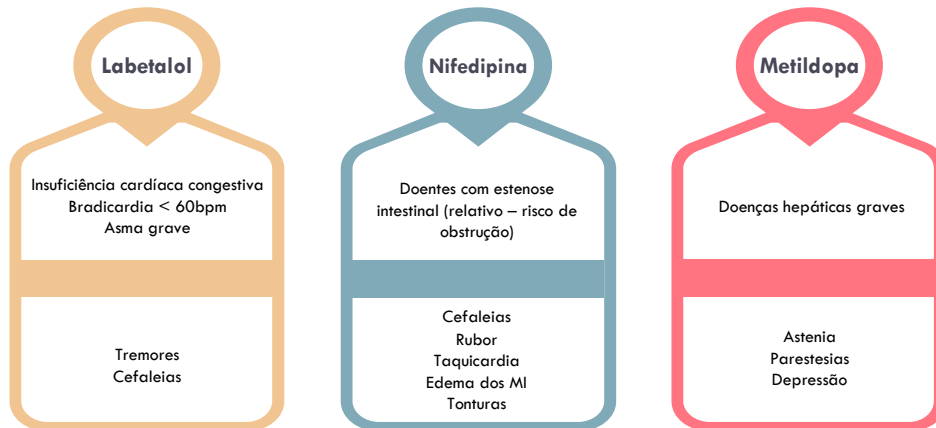 Labetalol
Insuficiência cardíaca congestiva
Bradicardia < 60bpm
Asma grave
Tremores
Cefaleias
Nifedipina
Doentes com estenose
intestinal (relativo – risco de
obstrução)
Cefaleias
Rubor
Taquicardia
Edema dos MI
Tonturas
Metildopa
Doenças hepáticas graves
Astenia
Parestesias
Depressão